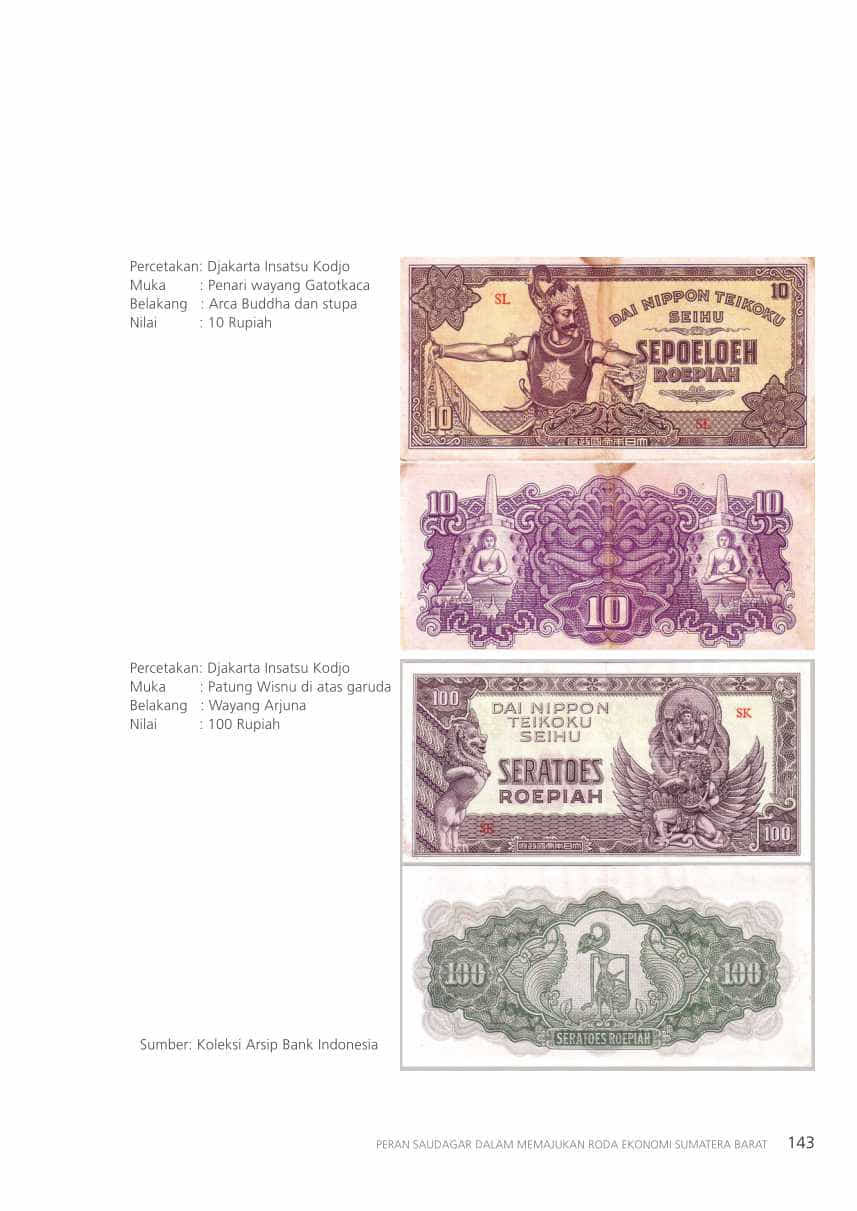 Percetakan: Djakarta Insatsu Kodjo
Muka : Penari wayang Gatotkaca
Belakang : Arca Buddha dan stupa
Nilai : 10 Rupiah
SL
10
DAI NIPPON TEIKOKU
SEIHU
SEPOELOEH
ROEPIAH
10
SL
10
10
10
Percetakan: Djakarta Insatsu Kodjo
Muka : Patung Wisnu di atas garuda
Belakang : Wayang Arjuna
Nilai : 100 Rupiah
100
DAI NIPPON
TEIKOKU
SEIHU
SK
SERATOES
ROEPIAH
SK
100
100
100
SERATOES ROEPIAH
Sumber: Koleksi Arsip Bank Indonesia
PERAN SAUDAGAR DALAM MEMAJUKAN RODA EKONOMI SUMATERA BARAT 143